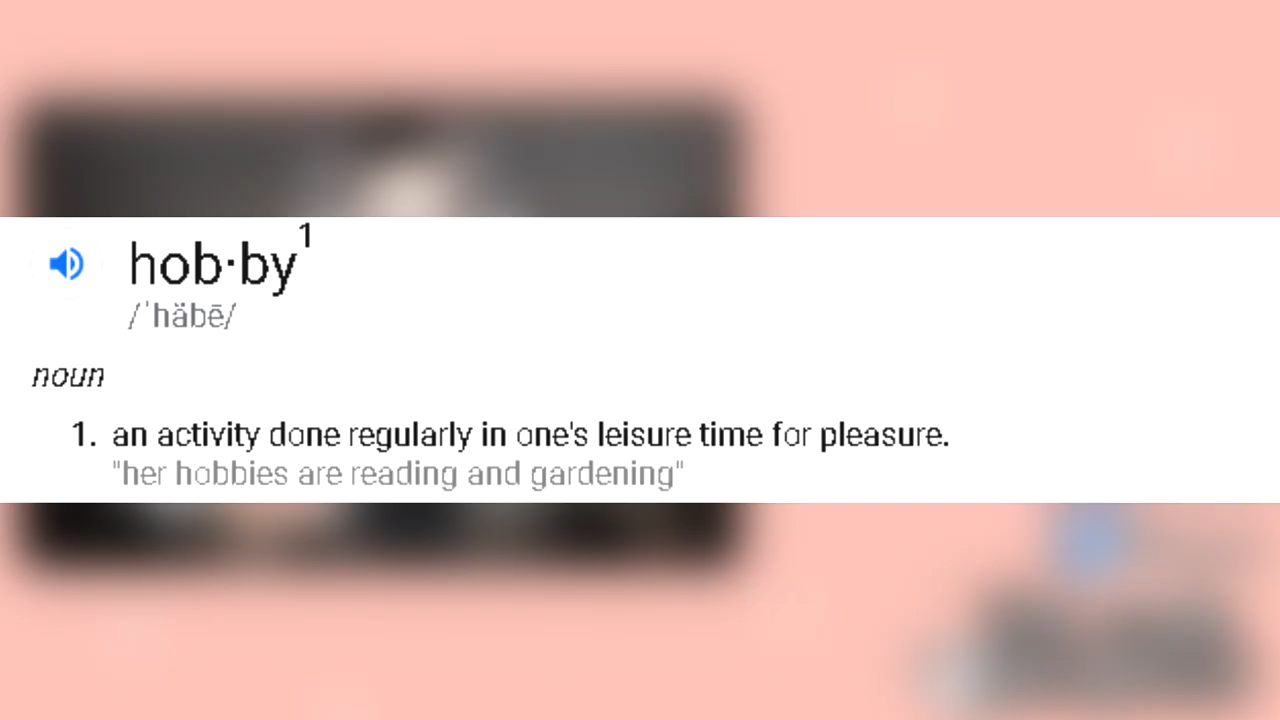 hob·by¹
/ˈhäbē/
noun
1. an activity done regularly in one's leisure time for pleasure.
"her hobbies are reading and gardening"